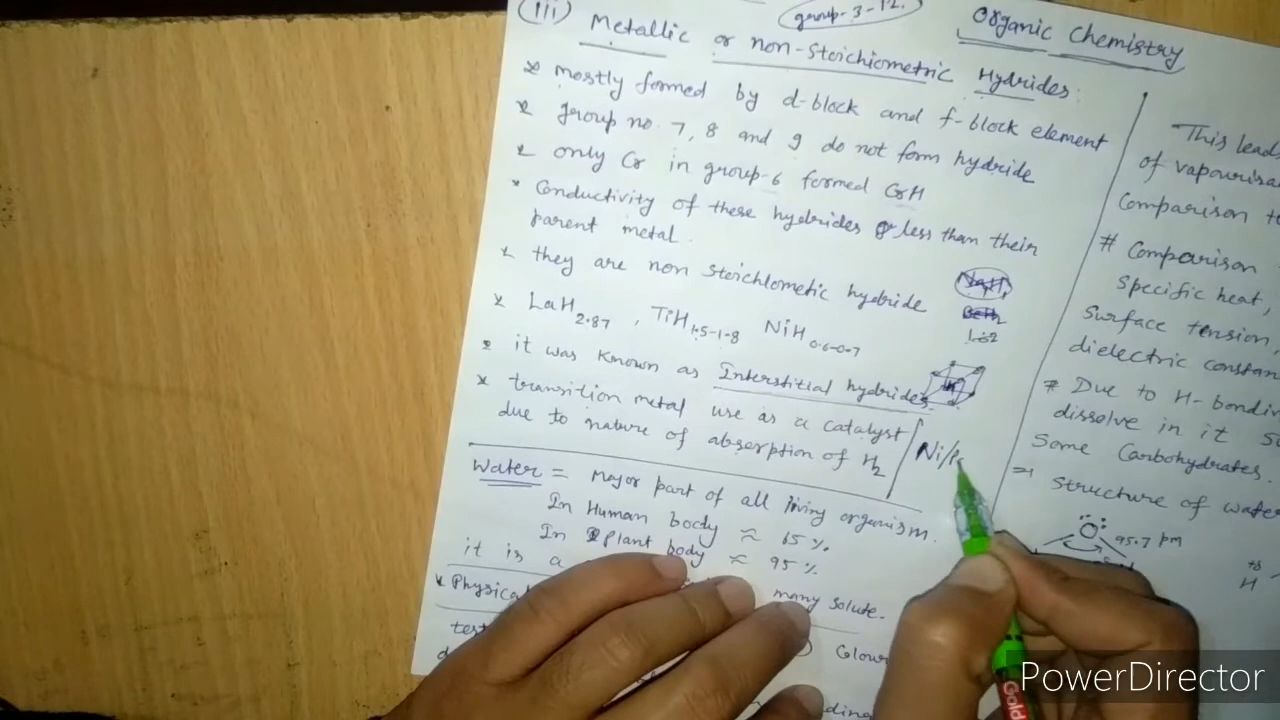 (iii) Metallic or non-Stoichiometric Hydrides:
group-3-12.
Organic Chemistry
* mostly formed by d-block and f-block element
* group no. 7, 8 and 9 do not form hydride
* only Cr in group-6 formed CrH
* Conductivity of these hydrides less than their
parent metal.
* they are non Stoichiometic hydride
* LaH2.87 , TiH1.5-1.8 NiH0.6-0.7
* it was known as Interstitial hydrides.
* transition metal use as a catalyst
due to nature of absorption of H2
Ni/
Water = Major part of all living organism.
In Human body ≈ 65%
In Plant body ≈ 95%
it is a many solute.
* Physical
Colour
This lead
of vapourisa
Comparison to
# Comparison
Specific heat,
Surface tension,
dielectric constan
# Due to H-bondin
dissolve in it
Some Carbohydrates.
⇒ Structure of water
O
95.7 pm
+δ
H
PowerDirector
Gold